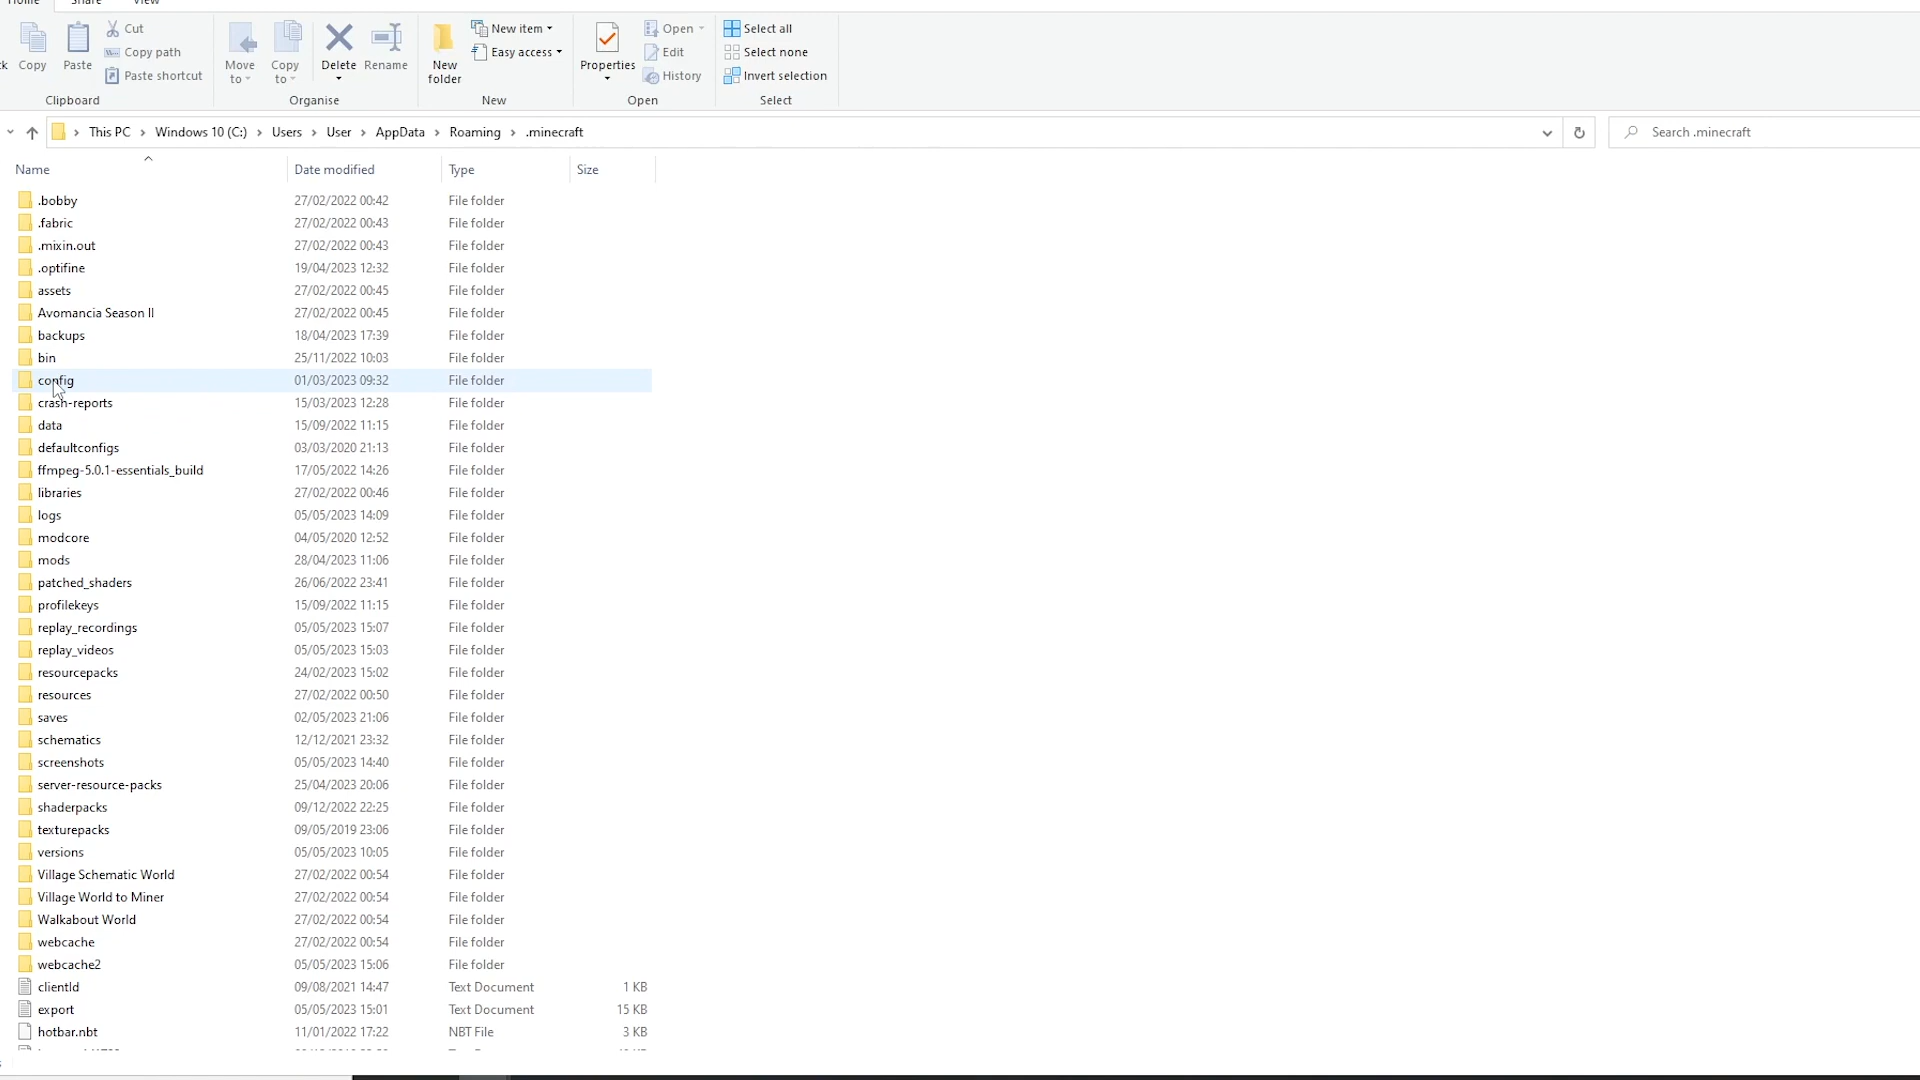 Home Share View
Cut
New item
Open
Select all
Copy path
Easy access
Edit
Select none
Copy Paste Paste shortcut Move to Copy to Delete Rename New folder Properties History Invert selection
Clipboard Organise New Open Select
This PC Windows 10 (C:) Users User AppData Roaming .minecraft Search .minecraft
Name Date modified Type Size
.bobby 27/02/2022 00:42 File folder
.fabric 27/02/2022 00:43 File folder
.mixin.out 27/02/2022 00:43 File folder
.optifine 19/04/2023 12:32 File folder
assets 27/02/2022 00:45 File folder
Avomancia Season II 27/02/2022 00:45 File folder
backups 18/04/2023 17:39 File folder
bin 25/11/2022 10:03 File folder
config 01/03/2023 09:32 File folder
crash-reports 15/03/2023 12:28 File folder
data 15/09/2022 11:15 File folder
defaultconfigs 03/03/2020 21:13 File folder
ffmpeg-5.0.1-essentials_build 17/05/2022 14:26 File folder
libraries 27/02/2022 00:46 File folder
logs 05/05/2023 14:09 File folder
modcore 04/05/2020 12:52 File folder
mods 28/04/2023 11:06 File folder
patched_shaders 26/06/2022 23:41 File folder
profilekeys 15/09/2022 11:15 File folder
replay_recordings 05/05/2023 15:07 File folder
replay_videos 05/05/2023 15:03 File folder
resourcepacks 24/02/2023 15:02 File folder
resources 27/02/2022 00:50 File folder
saves 02/05/2023 21:06 File folder
schematics 12/12/2021 23:32 File folder
screenshots 05/05/2023 14:40 File folder
server-resource-packs 25/04/2023 20:06 File folder
shaderpacks 09/12/2022 22:25 File folder
texturepacks 09/05/2019 23:06 File folder
versions 05/05/2023 10:05 File folder
Village Schematic World 27/02/2022 00:54 File folder
Village World to Miner 27/02/2022 00:54 File folder
Walkabout World 27/02/2022 00:54 File folder
webcache 27/02/2022 00:54 File folder
webcache2 05/05/2023 15:06 File folder
clientId 09/08/2021 14:47 Text Document 1 KB
export 05/05/2023 15:01 Text Document 15 KB
hotbar.nbt 11/01/2022 17:22 NBT File 3 KB